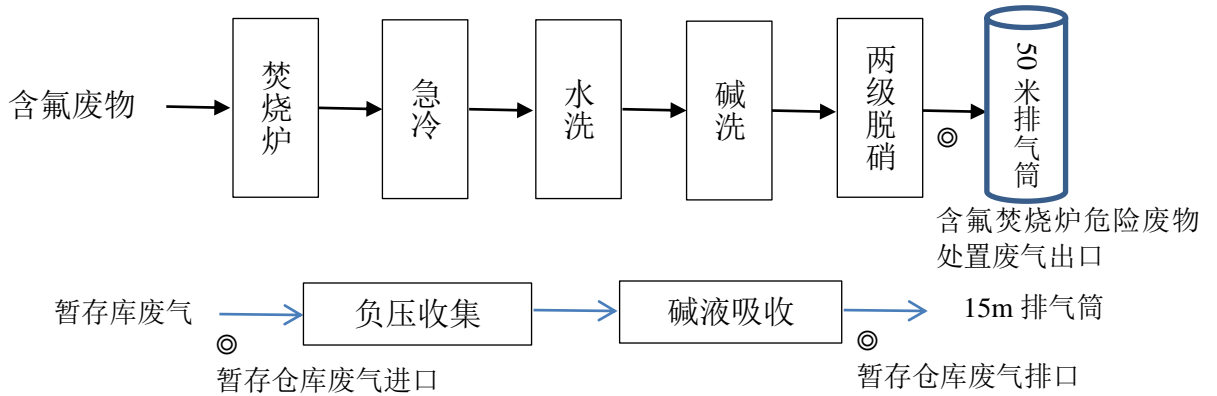 含氟废物
焚烧炉
急冷
水洗
碱洗
两级脱硝
◎
50米排气筒
含氟焚烧炉危险废物
处置废气出口
暂存库废气
负压收集
碱液吸收
15m 排气筒
◎
暂存仓库废气进口
◎
暂存仓库废气排口